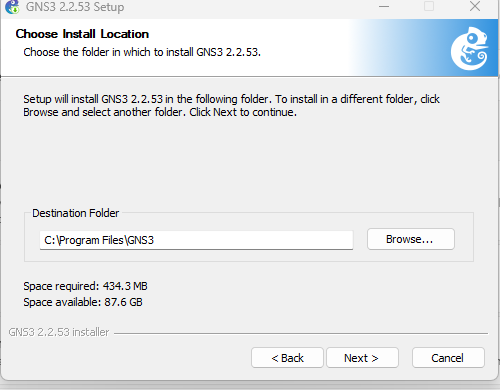 GNS3 2.2.53 Setup
Choose Install Location
Choose the folder in which to install GNS3 2.2.53.
Setup will install GNS3 2.2.53 in the following folder. To install in a different folder, click
Browse and select another folder. Click Next to continue.
Destination Folder
C:\Program Files\GNS3
Browse...
Space required: 434.3 MB
Space available: 87.6 GB
GNS3 2.2.53 installer
< Back
Next >
Cancel